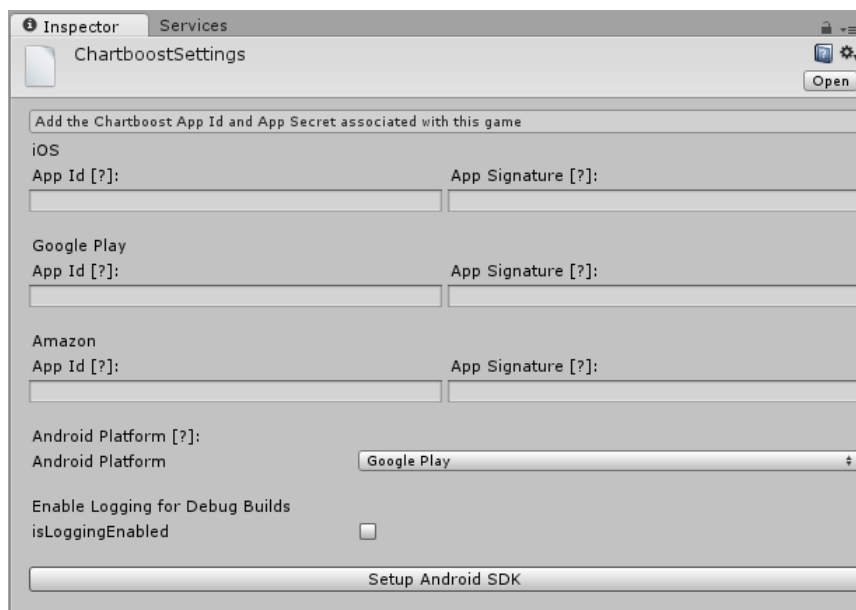 Inspector Services
ChartboostSettings
Open
Add the Chartboost App Id and App Secret associated with this game
iOS
App Id [?]: App Signature [?]:
Google Play
App Id [?]: App Signature [?]:
Amazon
App Id [?]: App Signature [?]:
Android Platform [?]:
Android Platform Google Play
Enable Logging for Debug Builds
isLoggingEnabled
Setup Android SDK